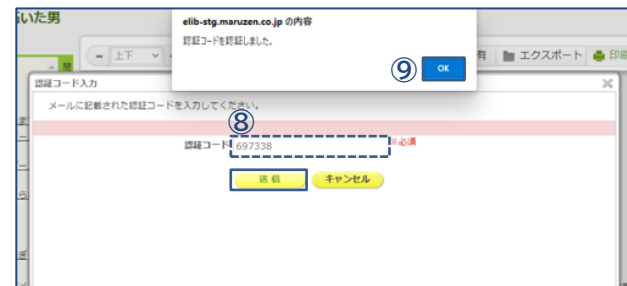 いた男
elib-stg.maruzen.co.jp の内容
認証コードを認証しました。
OK
⑨
上下
有
エクスポート
印刷
認証コード入力
メールに記載された認証コードを入力してください。
⑧
認証コード 697338 ※必須
送信 キャンセル